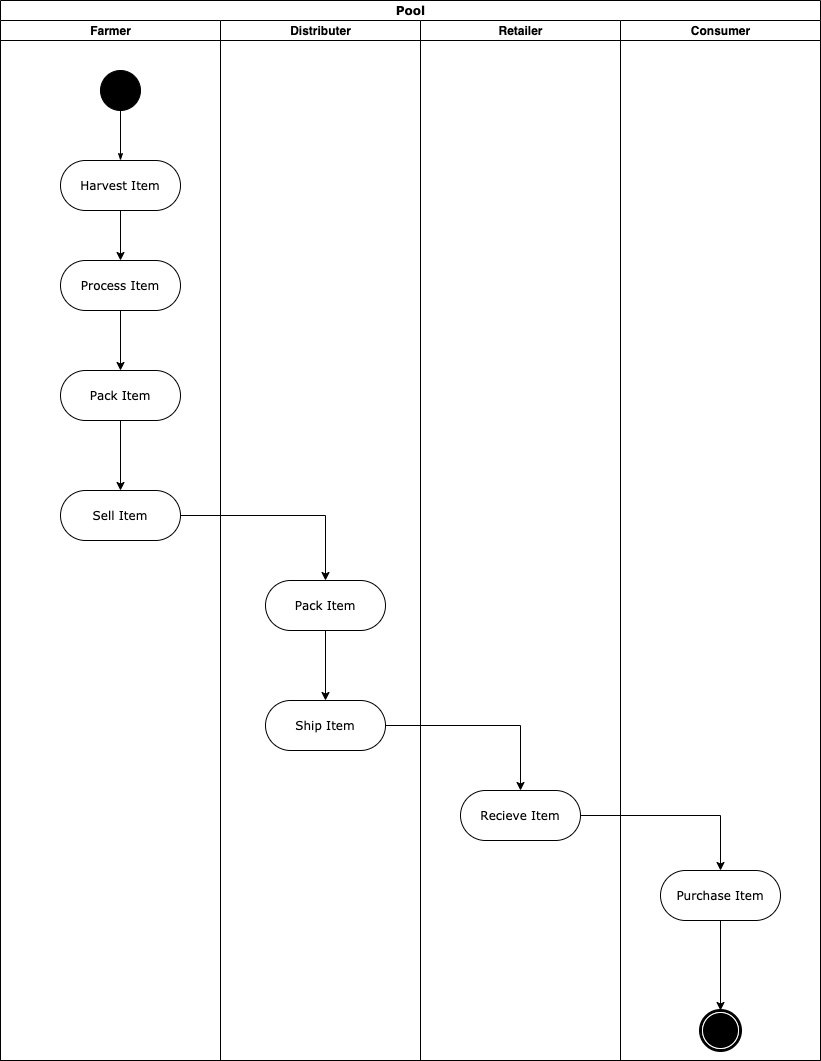 Pool
Farmer
Distributer
Retailer
Consumer
Harvest Item
Process Item
Pack Item
Sell Item
Pack Item
Ship Item
Recieve Item
Purchase Item